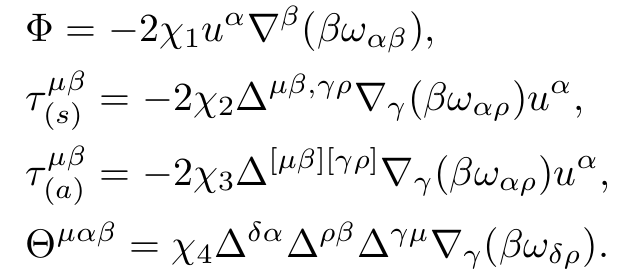 Φ = −2χ₁u^α∇^β(βω_{αβ}),
τ^{μβ}_{(s)} = −2χ₂Δ^{μβ,γρ}∇_γ(βω_{αρ})u^α,
τ^{μβ}_{(a)} = −2χ₃Δ^{[μβ][γρ]}∇_γ(βω_{αρ})u^α,
Θ^{μαβ} = χ₄Δ^{δα}Δ^{ρβ}Δ^{γμ}∇_γ(βω_{δρ}).